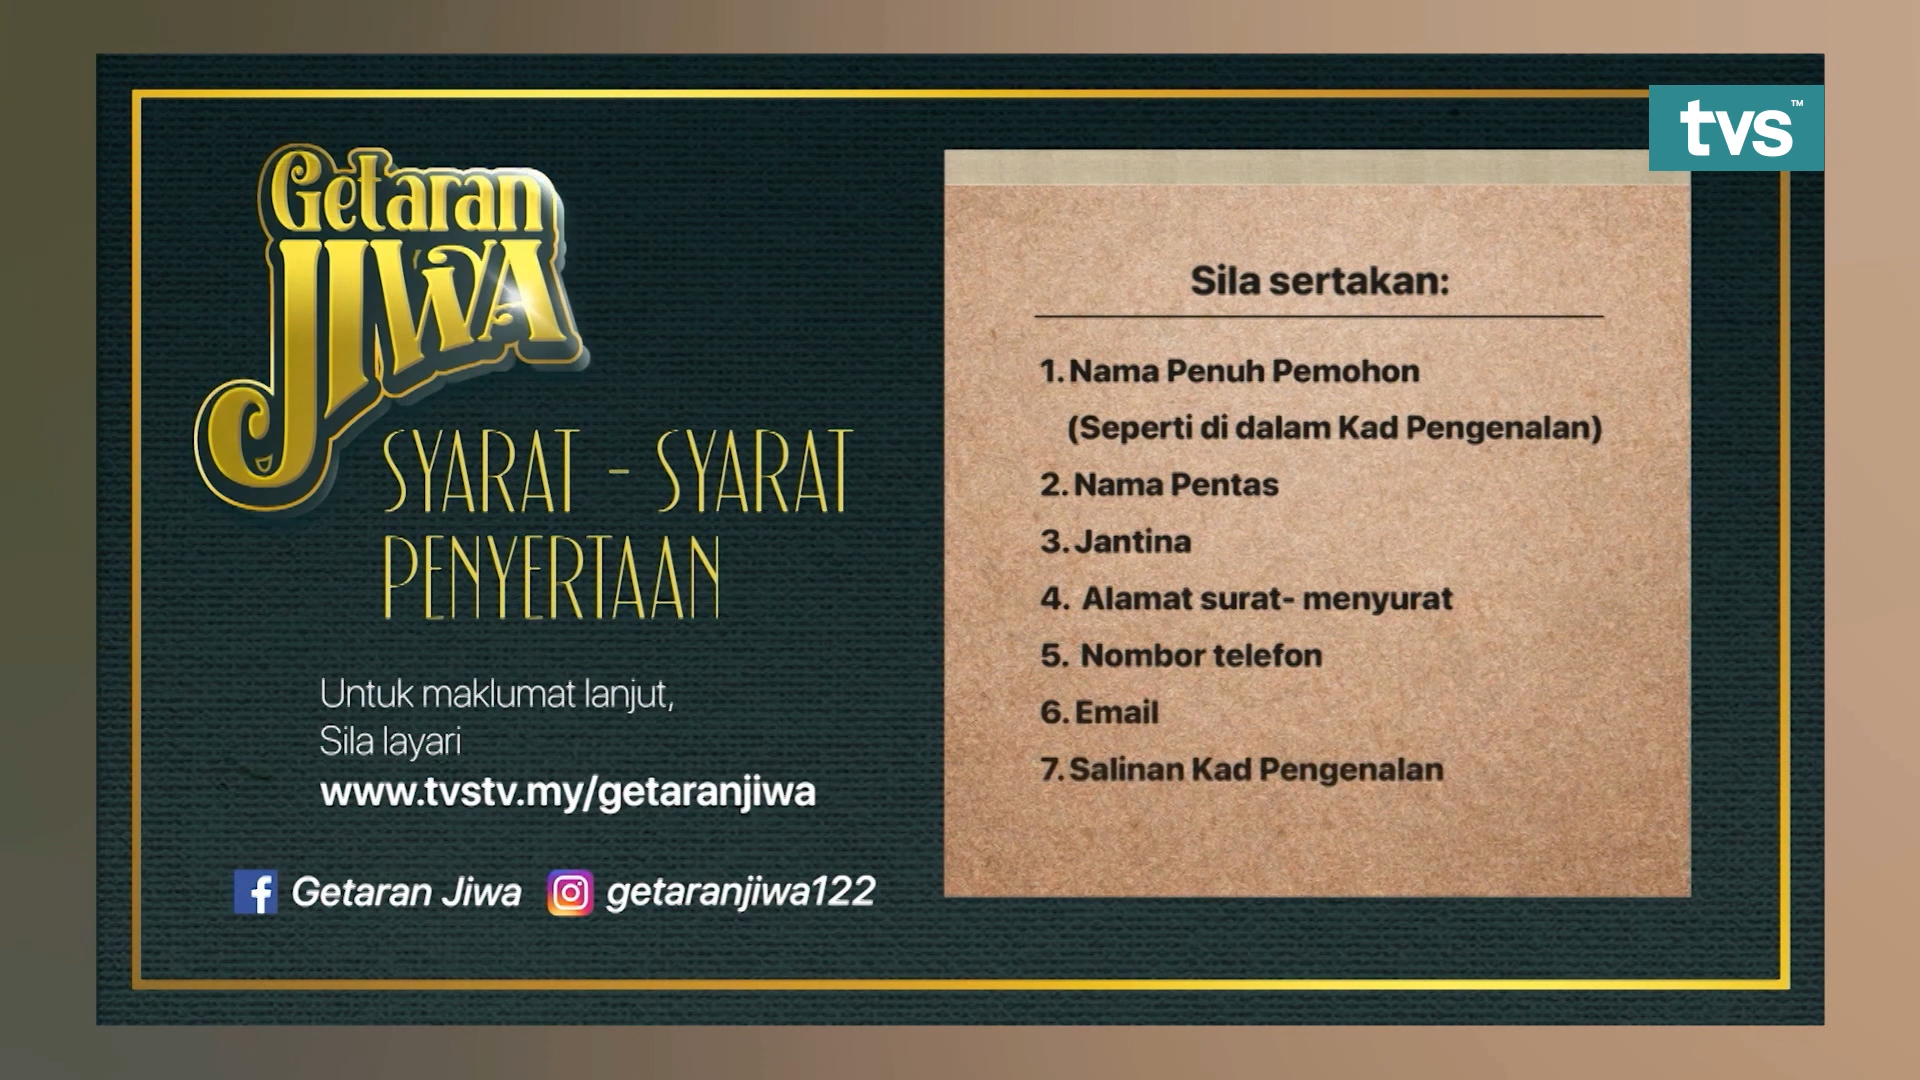 Getaran
JIWA
SYARAT - SYARAT
PENYERTAAN
Untuk maklumat lanjut,
Sila layari
www.tvstv.my/getaranjiwa
Getaran Jiwa
getaranjiwa122
tvs™
Sila sertakan:
1. Nama Penuh Pemohon
(Seperti di dalam Kad Pengenalan)
2. Nama Pentas
3. Jantina
4. Alamat surat- menyurat
5. Nombor telefon
6. Email
7. Salinan Kad Pengenalan